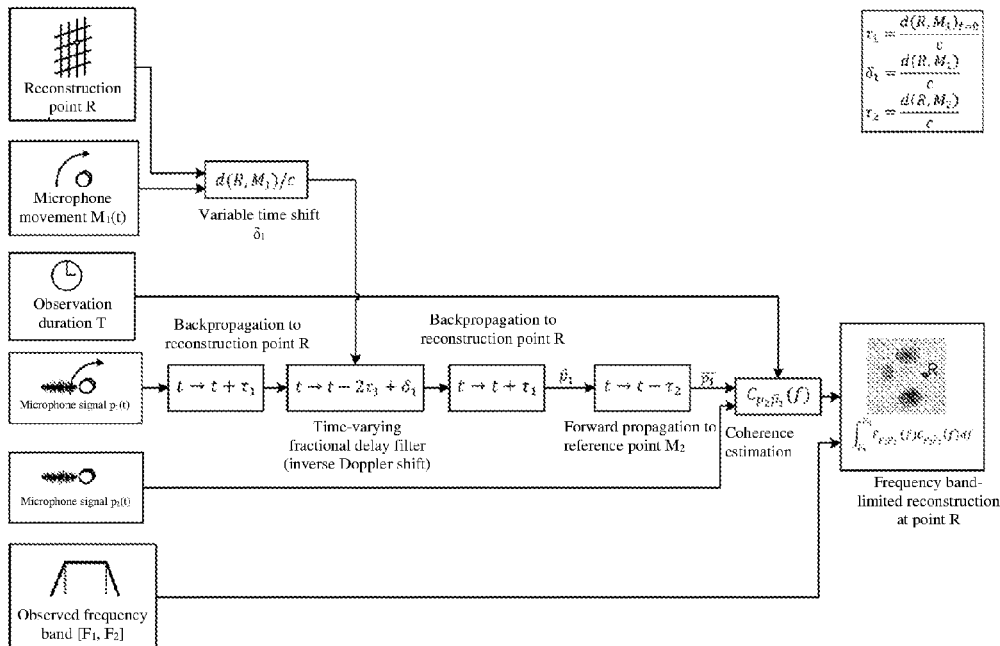 Reconstruction
point R
Microphone
movement M₁(t)
d(R, M₁)/c
Variable time shift
δ₁
Observation
duration T
Backpropagation to
reconstruction point R
Backpropagation to
reconstruction point R
Microphone signal p₁(t)
t → t + τ₁
t → t − 2τ₁ + δ₁
t → t + τ₁
t → t − τ₂
Time-varying
fractional delay filter
(inverse Doppler shift)
Forward propagation to
reference point M₂
Coherence
estimation
Microphone signal p₂(t)
Observed frequency
band [F₁, F₂]
R
Frequency band-
limited reconstruction
at point R
τ₁ = d(R, M₁)ₜ₌₀ / c
δ₁ = d(R, M₁) / c
τ₂ = d(R, M₂) / c